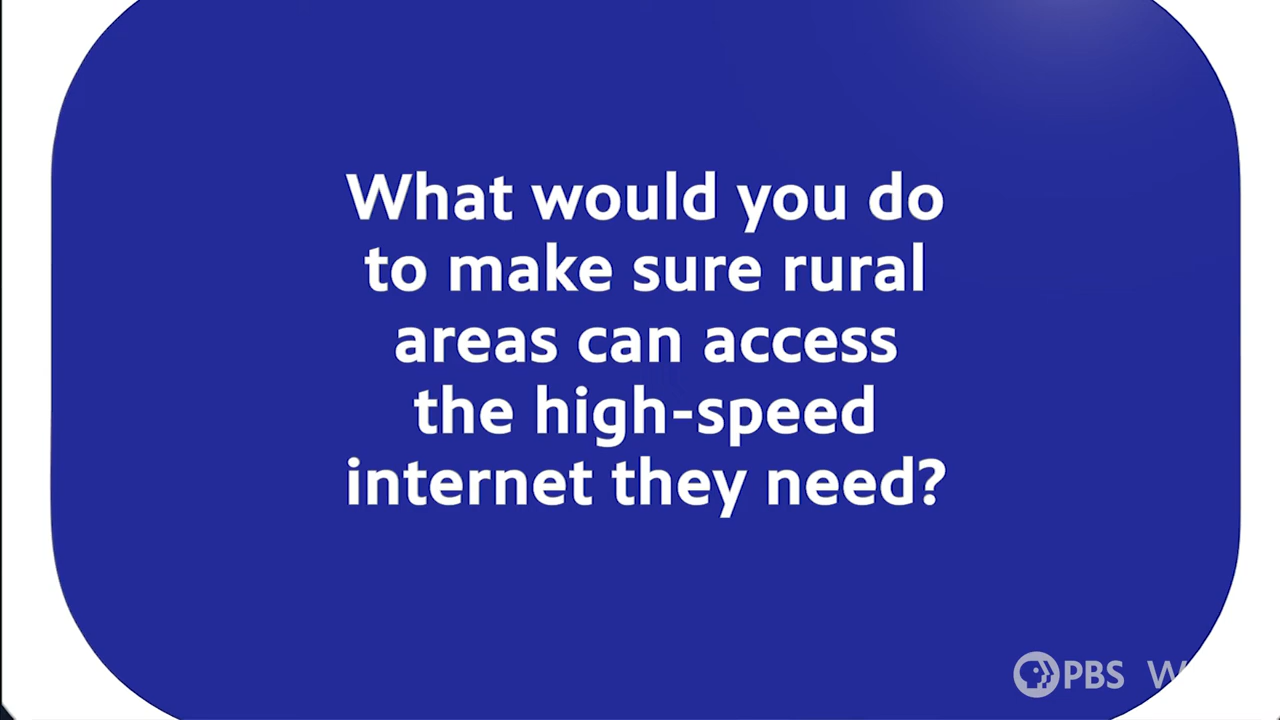 What would you do
to make sure rural
areas can access
the high-speed
internet they need?
PBS W